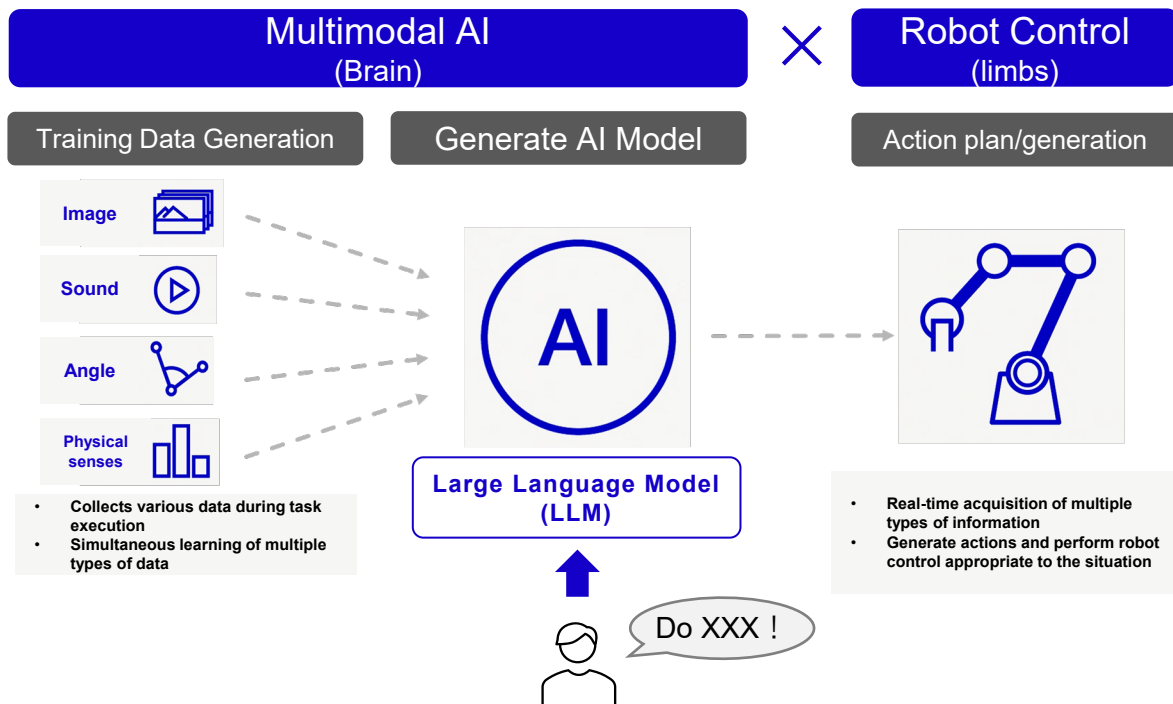 Multimodal AI
(Brain)
Robot Control
(limbs)
Training Data Generation
Generate AI Model
Action plan/generation
Image
Sound
Angle
Physical
senses
AI
Large Language Model
(LLM)
• Collects various data during task
execution
• Simultaneous learning of multiple
types of data
• Real-time acquisition of multiple
types of information
• Generate actions and perform robot
control appropriate to the situation
Do XXX！